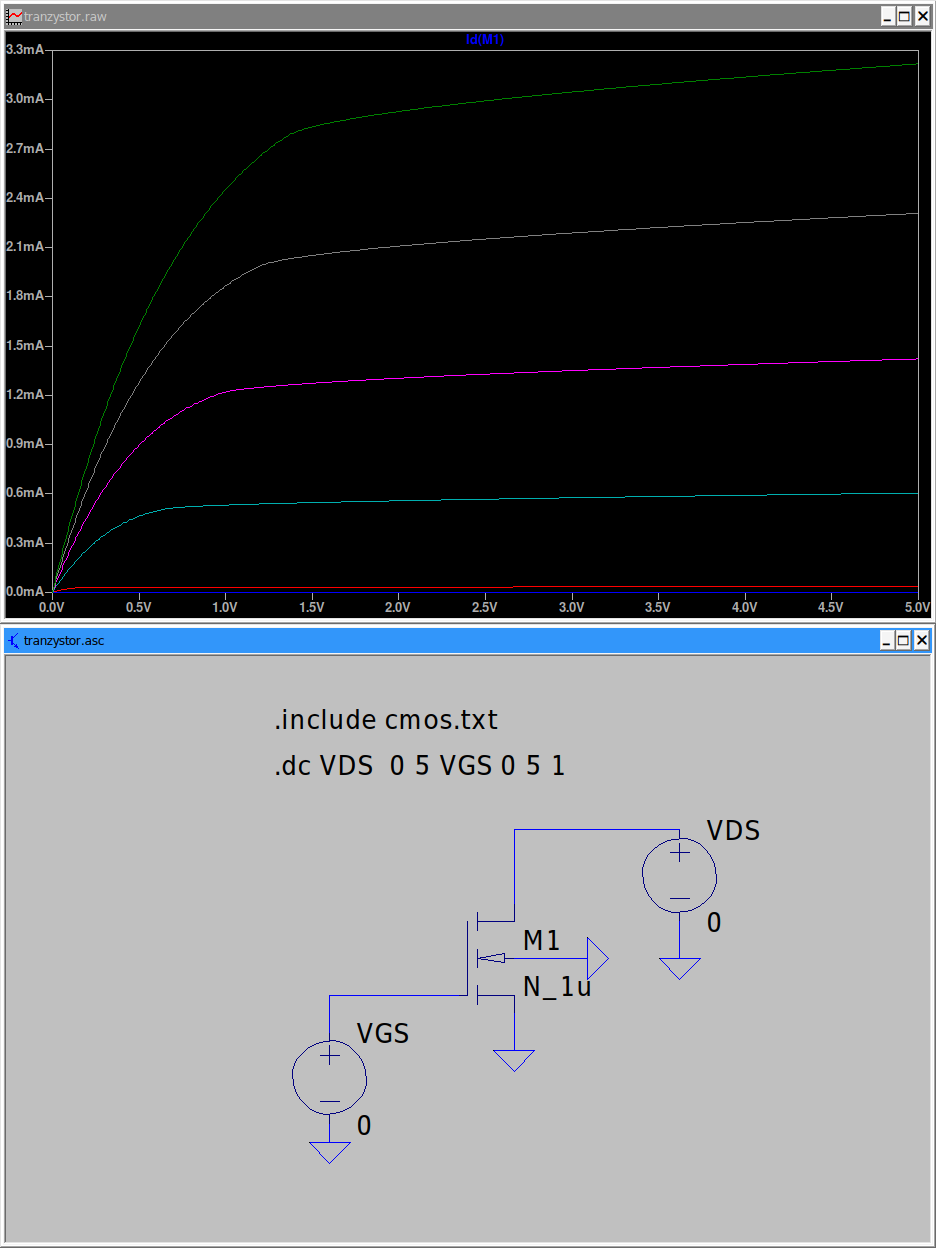 tranzystor.raw
Id(M1)
3.3mA
3.0mA
2.7mA
2.4mA
2.1mA
1.8mA
1.5mA
1.2mA
0.9mA
0.6mA
0.3mA
0.0mA
0.0V 0.5V 1.0V 1.5V 2.0V 2.5V 3.0V 3.5V 4.0V 4.5V 5.0V
tranzystor.asc
.include cmos.txt
.dc VDS  0 5 VGS 0 5 1
VDS
0
M1
N_1u
VGS
0